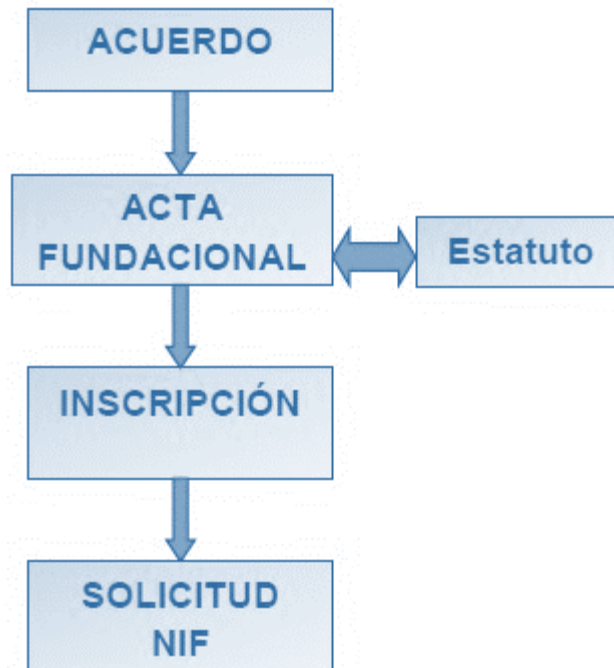 ACUERDO
ACTA
FUNDACIONAL
Estatuto
INSCRIPCIÓN
SOLICITUD
NIF